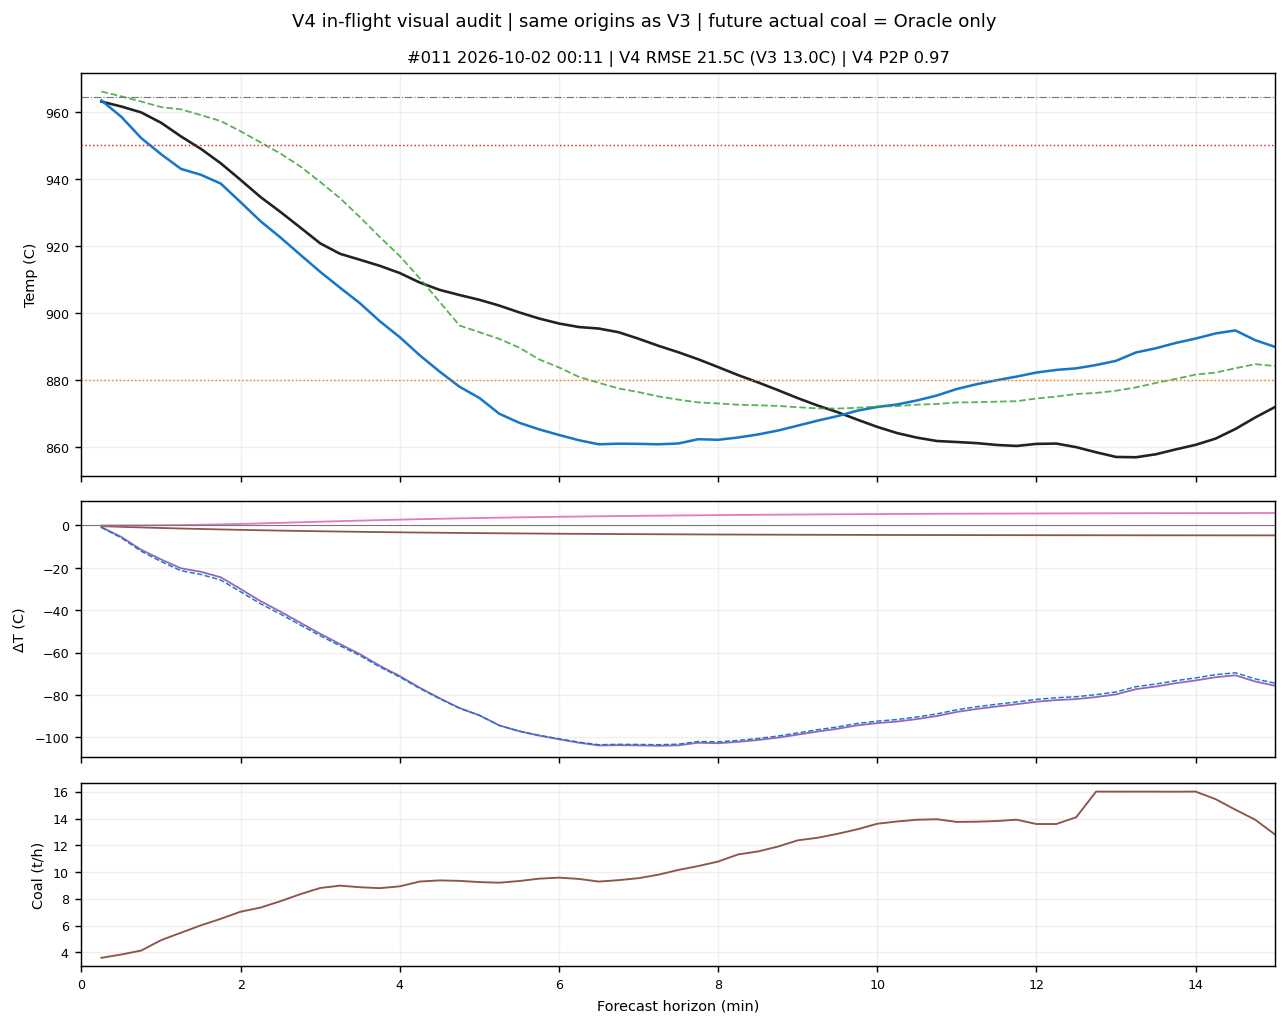 V4 in-flight visual audit | same origins as V3 | future actual coal = Oracle only
#011 2026-10-02 00:11 | V4 RMSE 21.5C (V3 13.0C) | V4 P2P 0.97
Temp (C)
960
940
920
900
880
860
ΔT (C)
0
−20
−40
−60
−80
−100
Coal (t/h)
16
14
12
10
8
6
4
0 2 4 6 8 10 12 14
Forecast horizon (min)